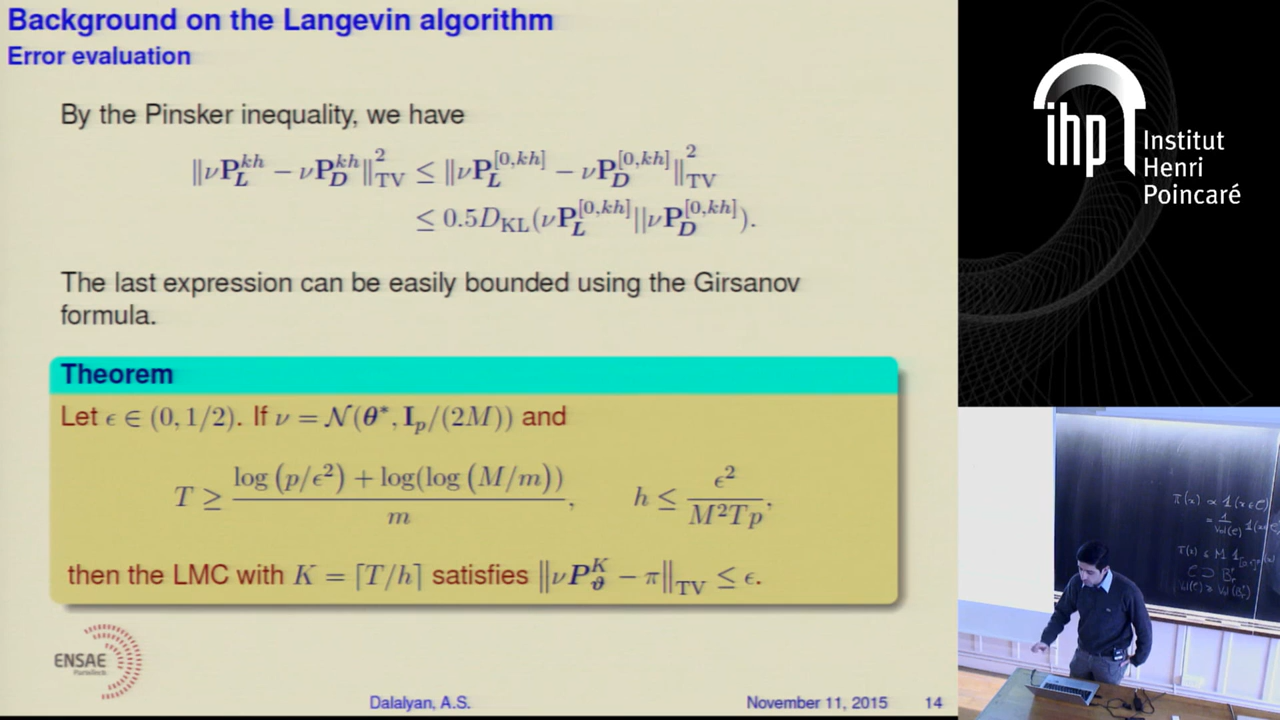 Background on the Langevin algorithm
Error evaluation
By the Pinsker inequality, we have
‖νP_L^{kh} − νP_D^{kh}‖²_TV ≤ ‖νP_L^{[0,kh]} − νP_D^{[0,kh]}‖²_TV
≤ 0.5D_KL(νP_L^{[0,kh]}||νP_D^{[0,kh]}).
The last expression can be easily bounded using the Girsanov
formula.
Theorem
Let ϵ ∈ (0, 1/2). If ν = 𝒩(θ*, I_p/(2M)) and
T ≥ (log(p/ϵ²) + log(log(M/m)))/m, h ≤ ϵ²/(M²Tp),
then the LMC with K = ⌈T/h⌉ satisfies ‖νP_ϑ^K − π‖_TV ≤ ϵ.
ENSAE
ParisTech
Dalalyan, A.S.
November 11, 2015
14
ihp
Institut
Henri
Poincaré
π(x) ∝ 1(x∈C)
= 1/Vol(C)
C ⊃ B